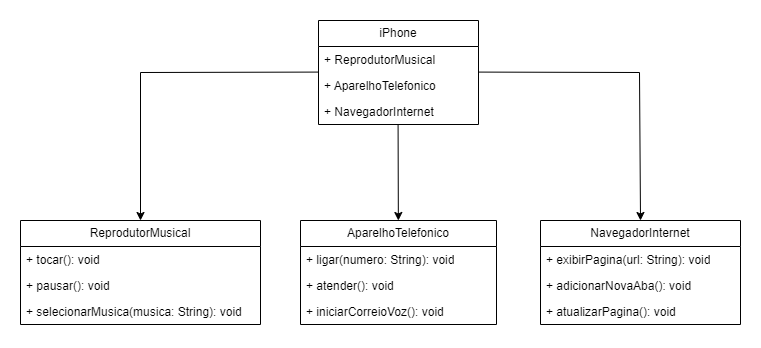 iPhone
+ ReprodutorMusical
+ AparelhoTelefonico
+ NavegadorInternet
ReprodutorMusical
+ tocar(): void
+ pausar(): void
+ selecionarMusica(musica: String): void
AparelhoTelefonico
+ ligar(numero: String): void
+ atender(): void
+ iniciarCorreioVoz(): void
NavegadorInternet
+ exibirPagina(url: String): void
+ adicionarNovaAba(): void
+ atualizarPagina(): void